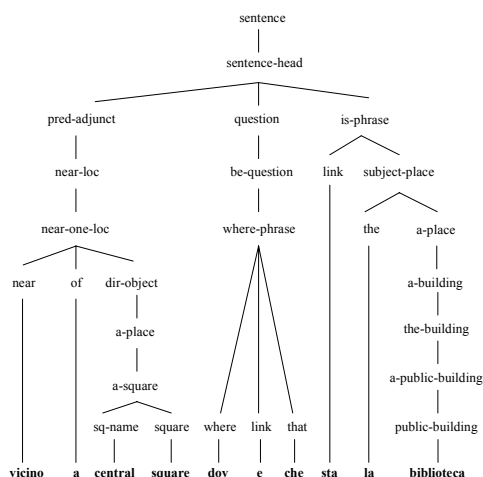 sentence
sentence-head
pred-adjunct question is-phrase
near-loc be-question link subject-place
near-one-loc where-phrase the a-place
near of dir-object a-building
a-place the-building
a-square a-public-building
sq-name square where link that public-building
vicino a central square dov e che sta la biblioteca